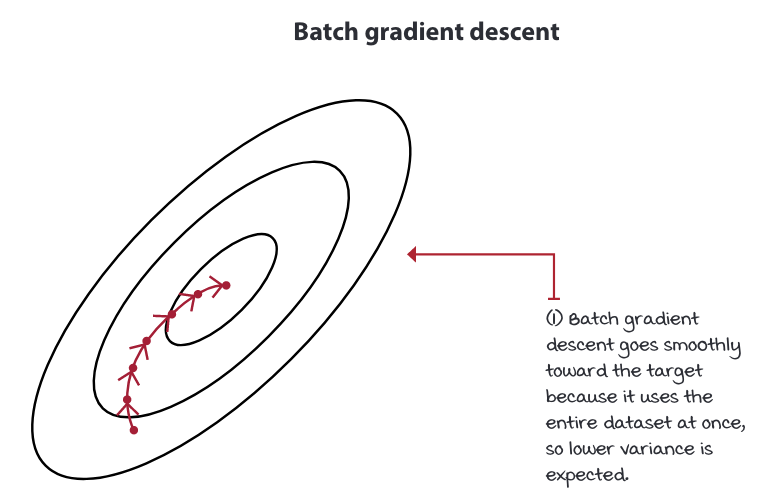 Batch gradient descent
(1) Batch gradient
descent goes smoothly
toward the target
because it uses the
entire dataset at once,
so lower variance is
expected.